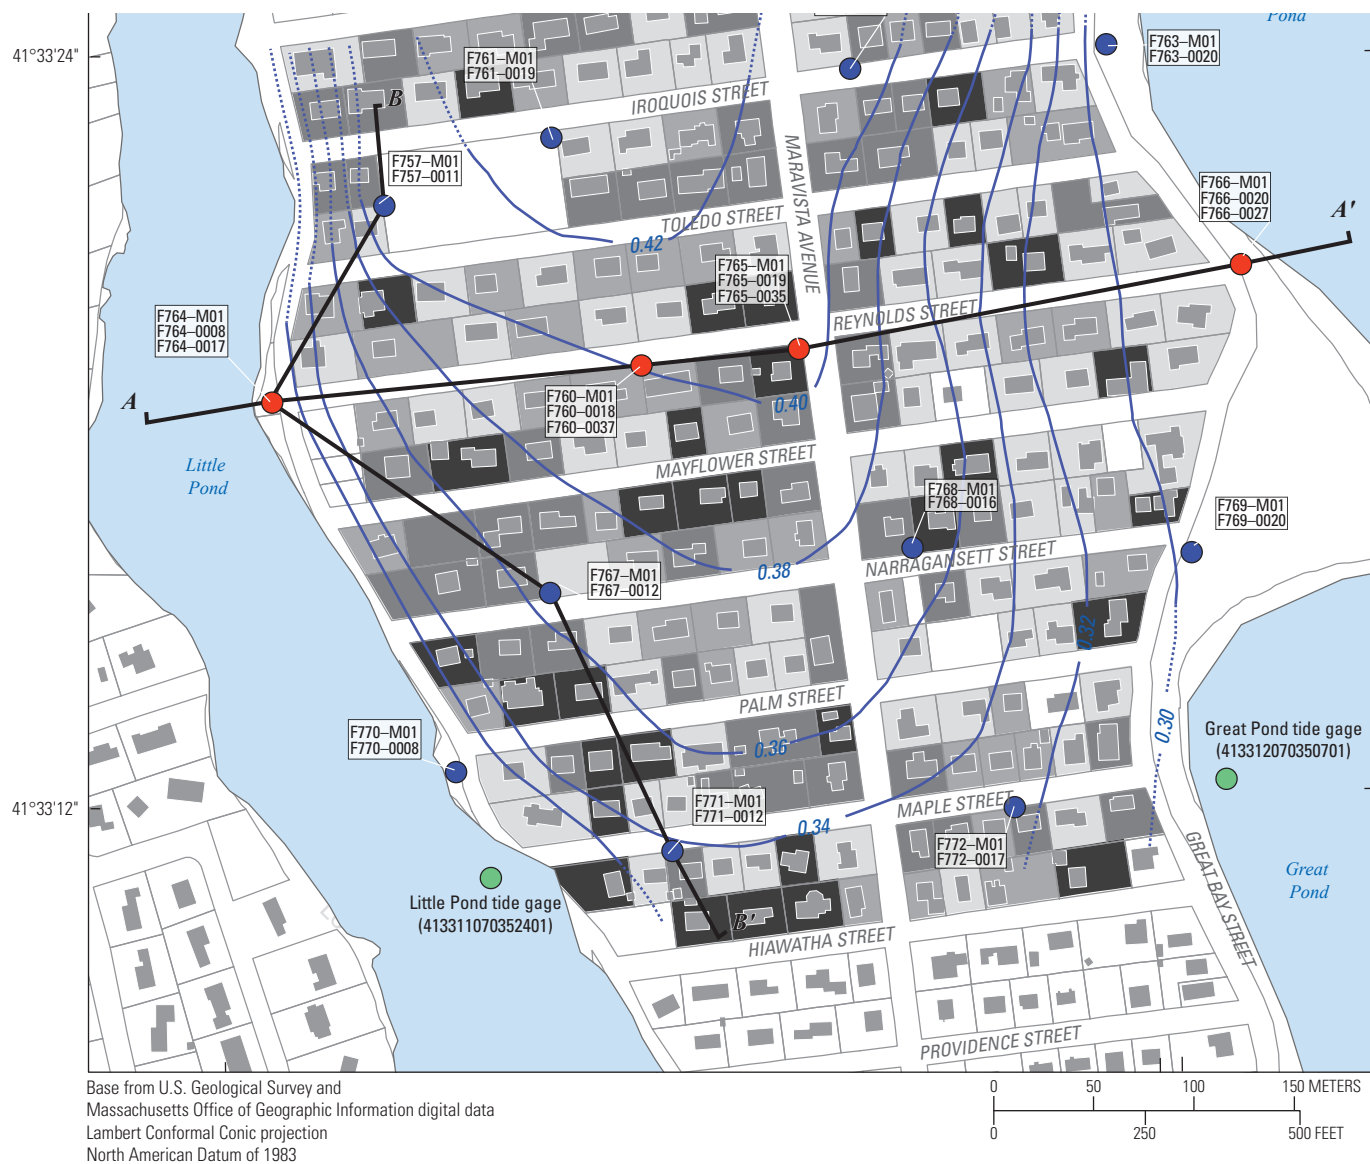 Pond
41°33'24"
F763–M01
F763–0020
F761–M01
F761–0019
B
IROQUOIS STREET
MARAVISTA AVENUE
F757–M01
F757–0011
F766–M01
F766–0020
F766–0027
A'
TOLEDO STREET
0.42
F765–M01
F765–0019
F765–0035
F764–M01
F764–0008
F764–0017
REYNOLDS STREET
A
F760–M01
F760–0018
F760–0037
0.40
Little
Pond
MAYFLOWER STREET
F768–M01
F768–0016
F769–M01
F769–0020
NARRAGANSETT STREET
0.38
F767–M01
F767–0012
0.32
PALM STREET
F770–M01
F770–0008
0.36
0.30
Great Pond tide gage
(413312070350701)
41°33'12"
F771–M01
F771–0012
MAPLE STREET
0.34
F772–M01
F772–0017
GREAT BAY STREET
Great
Pond
Little Pond tide gage
(413311070352401)
B'
HIAWATHA STREET
PROVIDENCE STREET
Base from U.S. Geological Survey and
Massachusetts Office of Geographic Information digital data
Lambert Conformal Conic projection
North American Datum of 1983
0 50 100 150 METERS
0 250 500 FEET